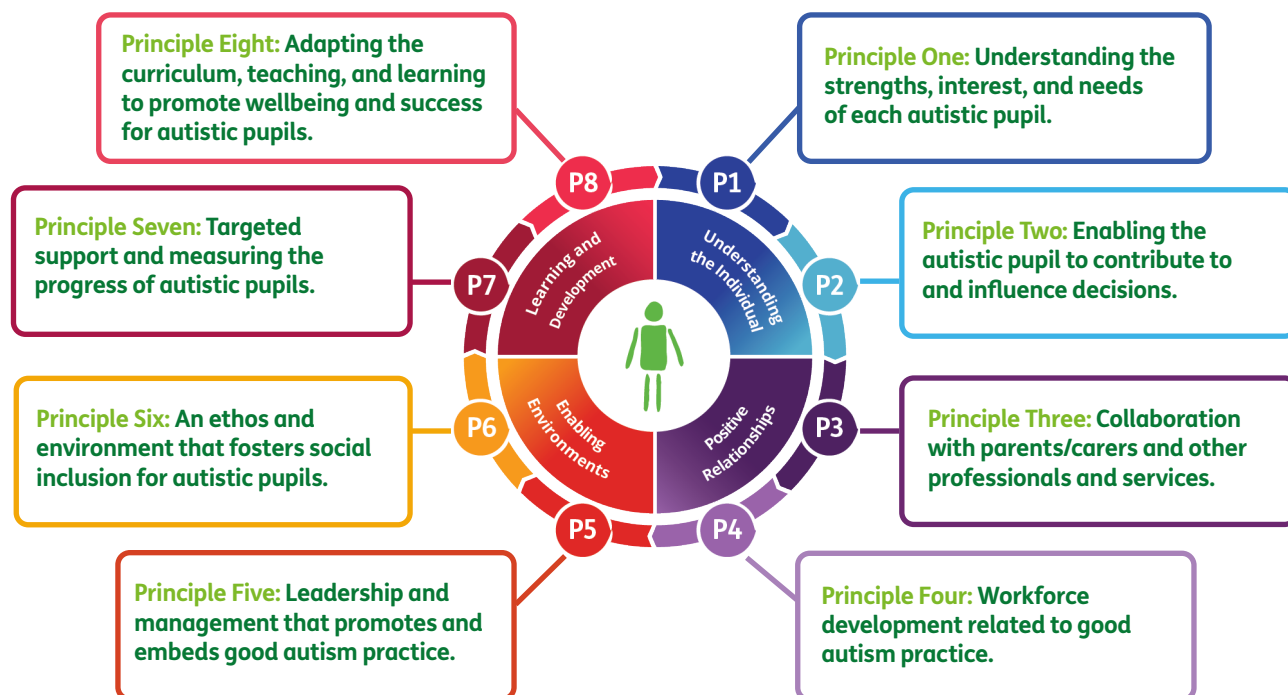 Principle One: Understanding the
strengths, interest, and needs
of each autistic pupil.
Principle Two: Enabling the
autistic pupil to contribute to
and influence decisions.
Principle Three: Collaboration
with parents/carers and other
professionals and services.
Principle Four: Workforce
development related to good
autism practice.
Principle Five: Leadership and
management that promotes and
embeds good autism practice.
Principle Six: An ethos and
environment that fosters social
inclusion for autistic pupils.
Principle Seven: Targeted
support and measuring the
progress of autistic pupils.
Principle Eight: Adapting the
curriculum, teaching, and learning
to promote wellbeing and success
for autistic pupils.
P1
P2
P3
P4
P5
P6
P7
P8
Understanding
the Individual
Positive
Relationships
Enabling
Environments
Learning and
Development